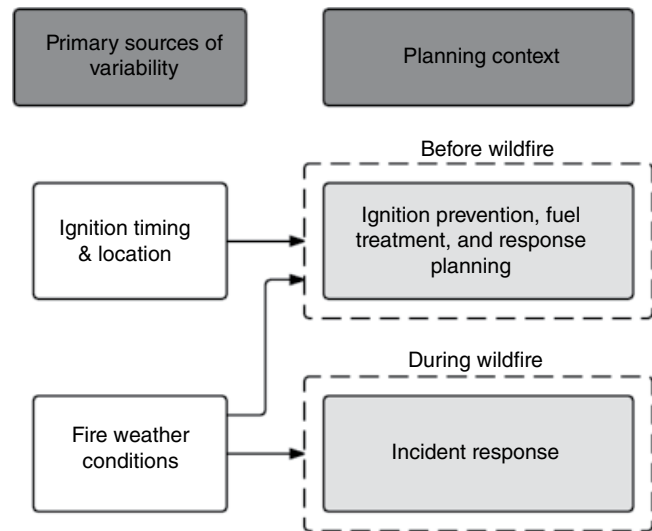 Primary sources of
variability
Planning context
Before wildfire
Ignition timing
& location
Ignition prevention, fuel
treatment, and response
planning
During wildfire
Fire weather
conditions
Incident response